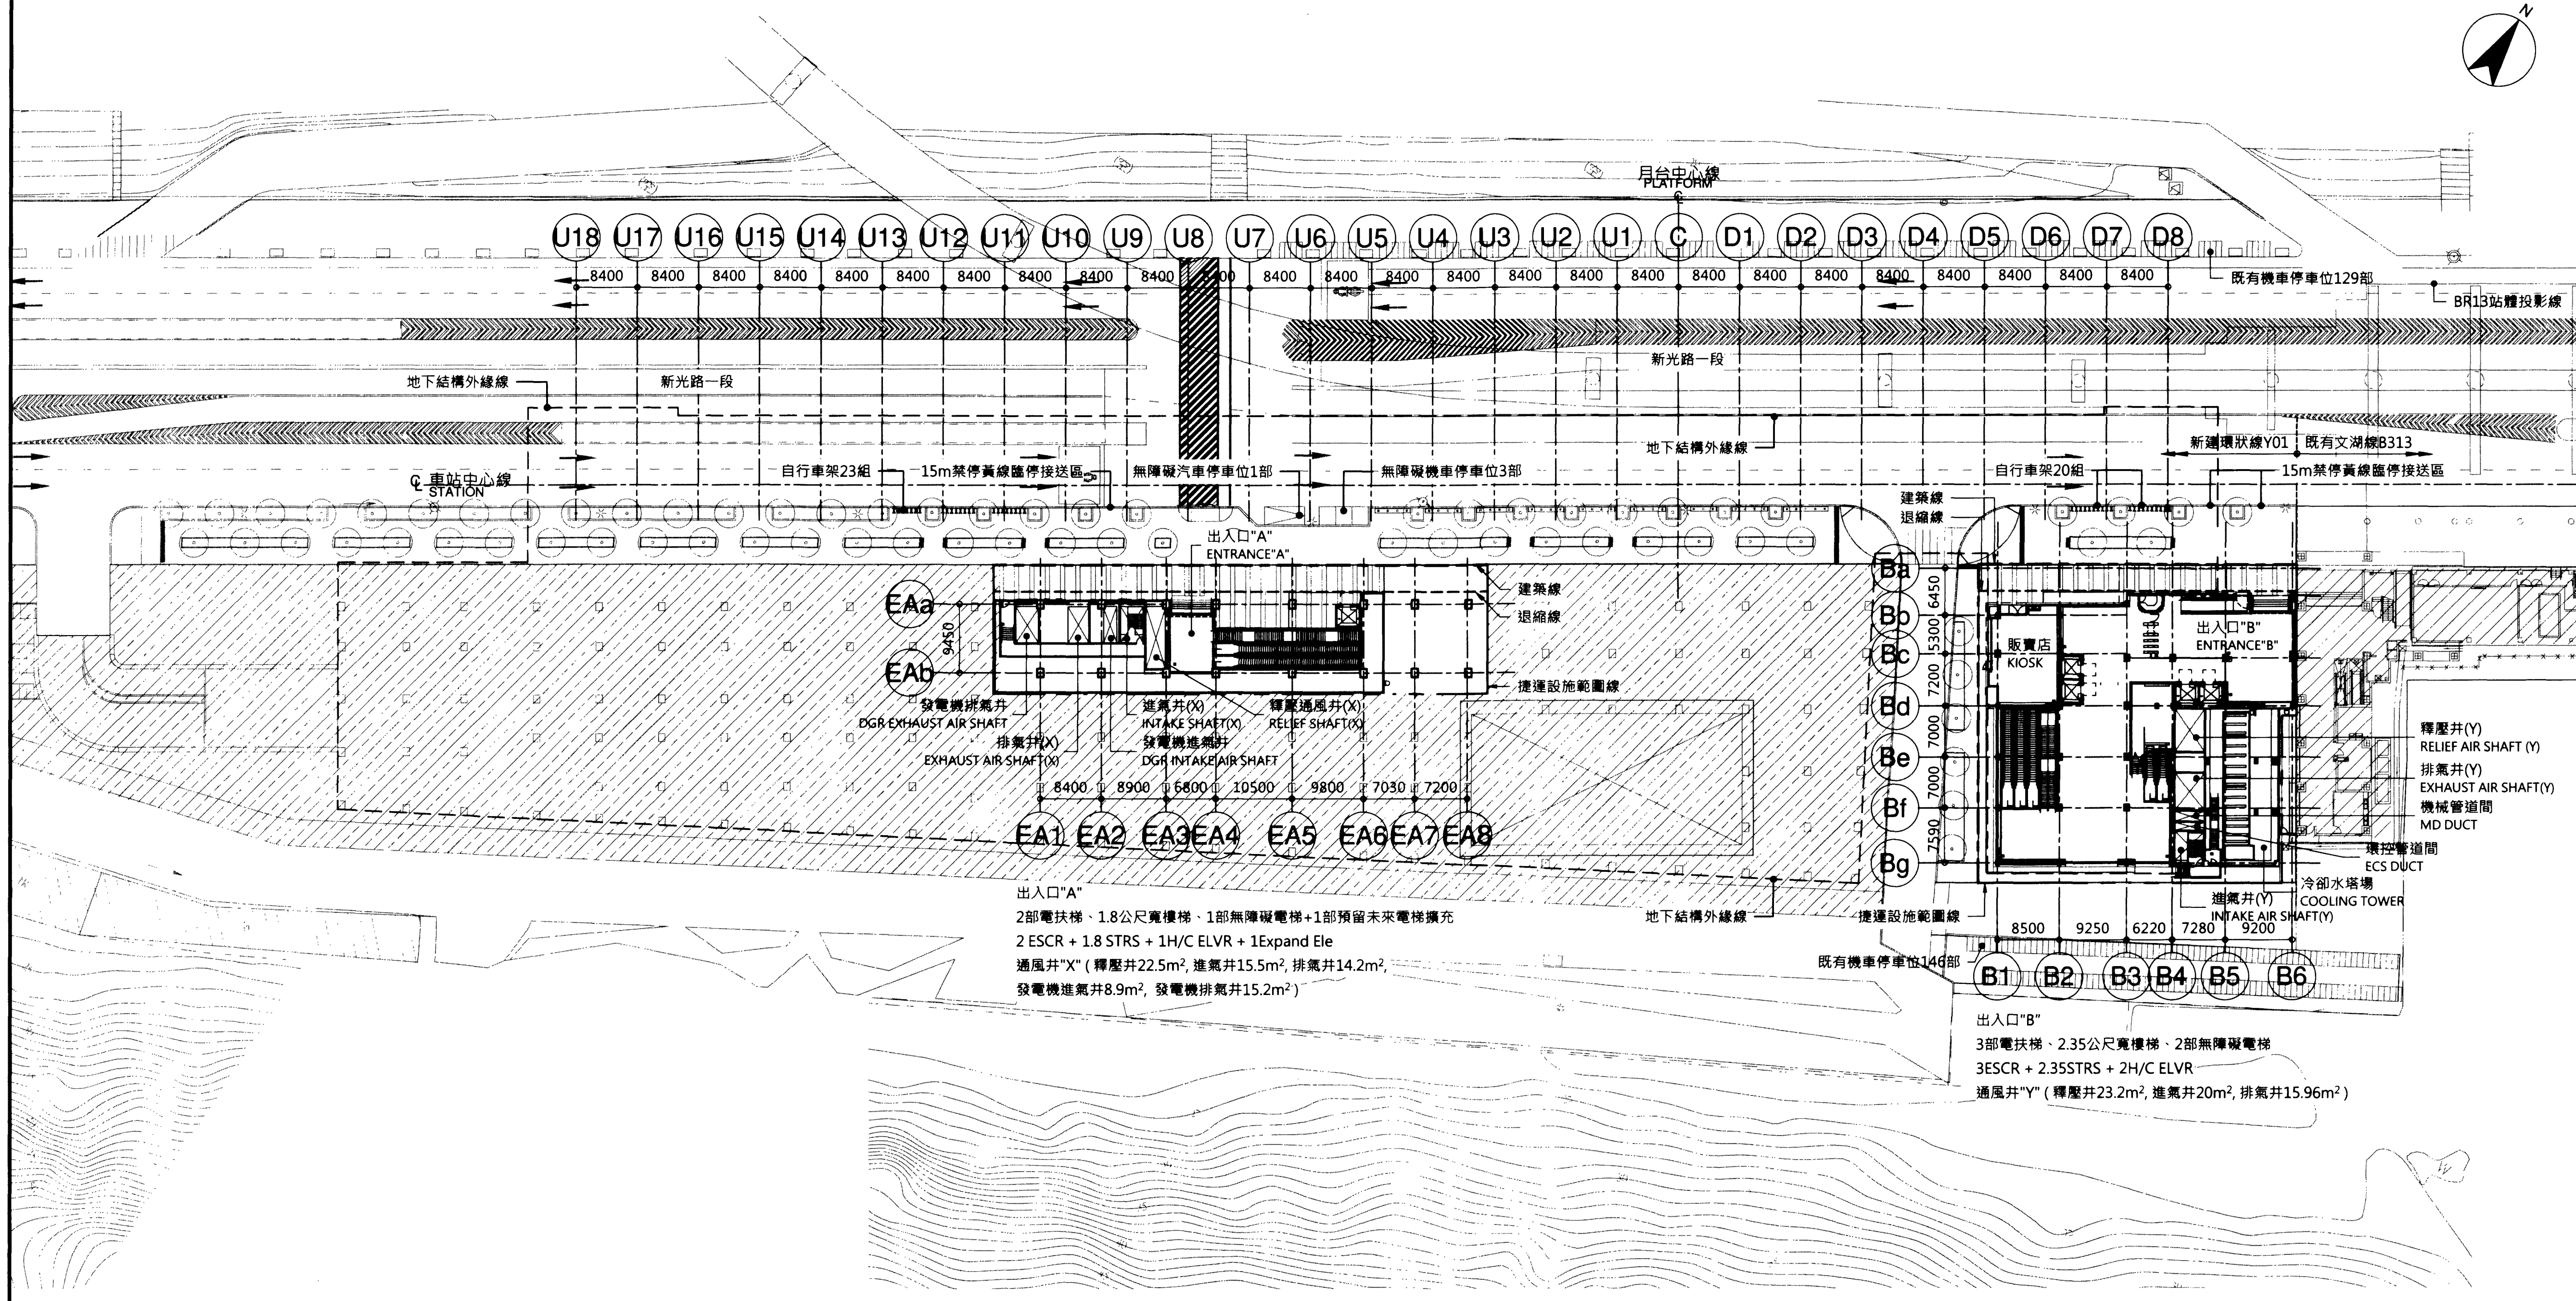 N
月台中心線
PLATFORM
℄
U18 U17 U16 U15 U14 U13 U12 U11 U10 U9 U8 U7 U6 U5 U4 U3 U2 U1 C D1 D2 D3 D4 D5 D6 D7 D8
8400 8400 8400 8400 8400 8400 8400 8400 8400 8400 8400 8400 8400 8400 8400 8400 8400 8400 8400 8400 8400 8400 8400 8400 8400
既有機車停車位129部
BR13站體投影線
新光路一段
地下結構外緣線
新光路一段
地下結構外緣線
新建環狀線Y01
既有文湖線B313
℄ 車站中心線
STATION
自行車架23組
15m禁停黃線臨停接送區
無障礙汽車停車位1部
無障礙機車停車位3部
自行車架20組
15m禁停黃線臨停接送區
建築線
退縮線
出入口"A"
ENTRANCE"A"
建築線
退縮線
捷運設施範圍線
EAa
9450
EAb
發電機排氣井
DGR EXHAUST AIR SHAFT
排氣井(X)
EXHAUST AIR SHAFT(X)
進氣井(X)
INTAKE SHAFT(X)
發電機進氣井
DGR INTAKE AIR SHAFT
釋壓通風井(X)
RELIEF SHAFT(X)
8400 8900 6800 10500 9800 7030 7200
EA1 EA2 EA3 EA4 EA5 EA6 EA7 EA8
Ba
6450
Bb
5300
Bc
7200
Bd
7000
Be
7000
Bf
7590
Bg
販賣店
KIOSK
出入口"B"
ENTRANCE"B"
釋壓井(Y)
RELIEF AIR SHAFT (Y)
排氣井(Y)
EXHAUST AIR SHAFT(Y)
機械管道間
MD DUCT
環控管道間
ECS DUCT
冷卻水塔場
COOLING TOWER
進氣井(Y)
INTAKE AIR SHAFT(Y)
地下結構外緣線
捷運設施範圍線
8500 9250 6220 7280 9200
既有機車停車位146部
B1 B2 B3 B4 B5 B6
出入口"A"
2部電扶梯、1.8公尺寬樓梯、1部無障礙電梯+1部預留未來電梯擴充
2 ESCR + 1.8 STRS + 1H/C ELVR + 1Expand Ele
通風井"X" ( 釋壓井22.5m², 進氣井15.5m², 排氣井14.2m²,
發電機進氣井8.9m², 發電機排氣井15.2m² )
出入口"B"
3部電扶梯、2.35公尺寬樓梯、2部無障礙電梯
3ESCR + 2.35STRS + 2H/C ELVR
通風井"Y" ( 釋壓井23.2m², 進氣井20m², 排氣井15.96m² )